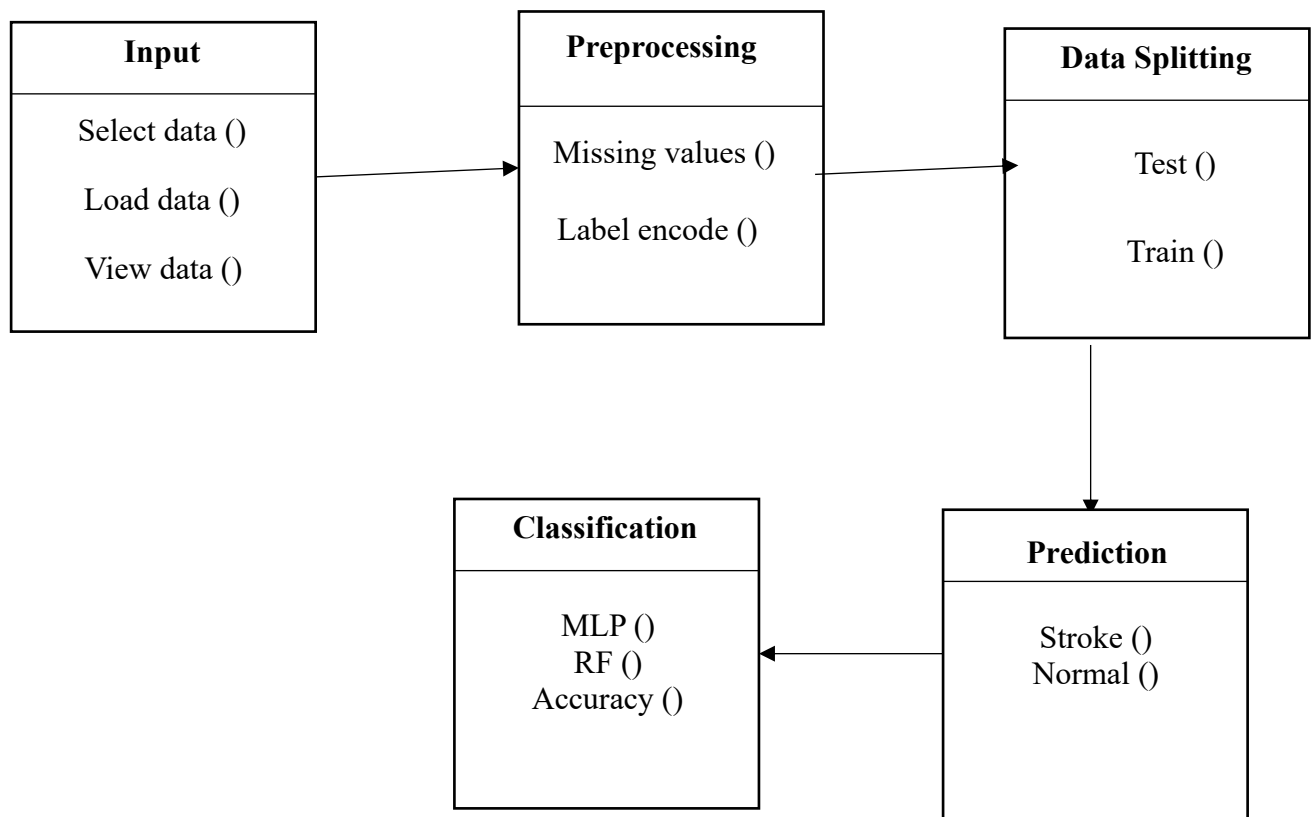 Input
Select data ()
Load data ()
View data ()
Preprocessing
Missing values ()
Label encode ()
Data Splitting
Test ()
Train ()
Classification
MLP ()
RF ()
Accuracy ()
Prediction
Stroke ()
Normal ()